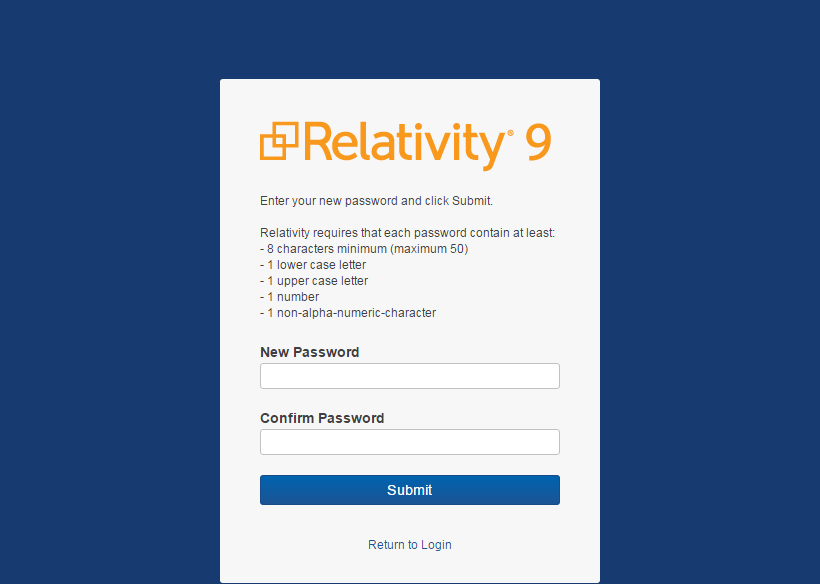 Relativity® 9
Enter your new password and click Submit.
Relativity requires that each password contain at least:
- 8 characters minimum (maximum 50)
- 1 lower case letter
- 1 upper case letter
- 1 number
- 1 non-alpha-numeric-character
New Password
Confirm Password
Submit
Return to Login